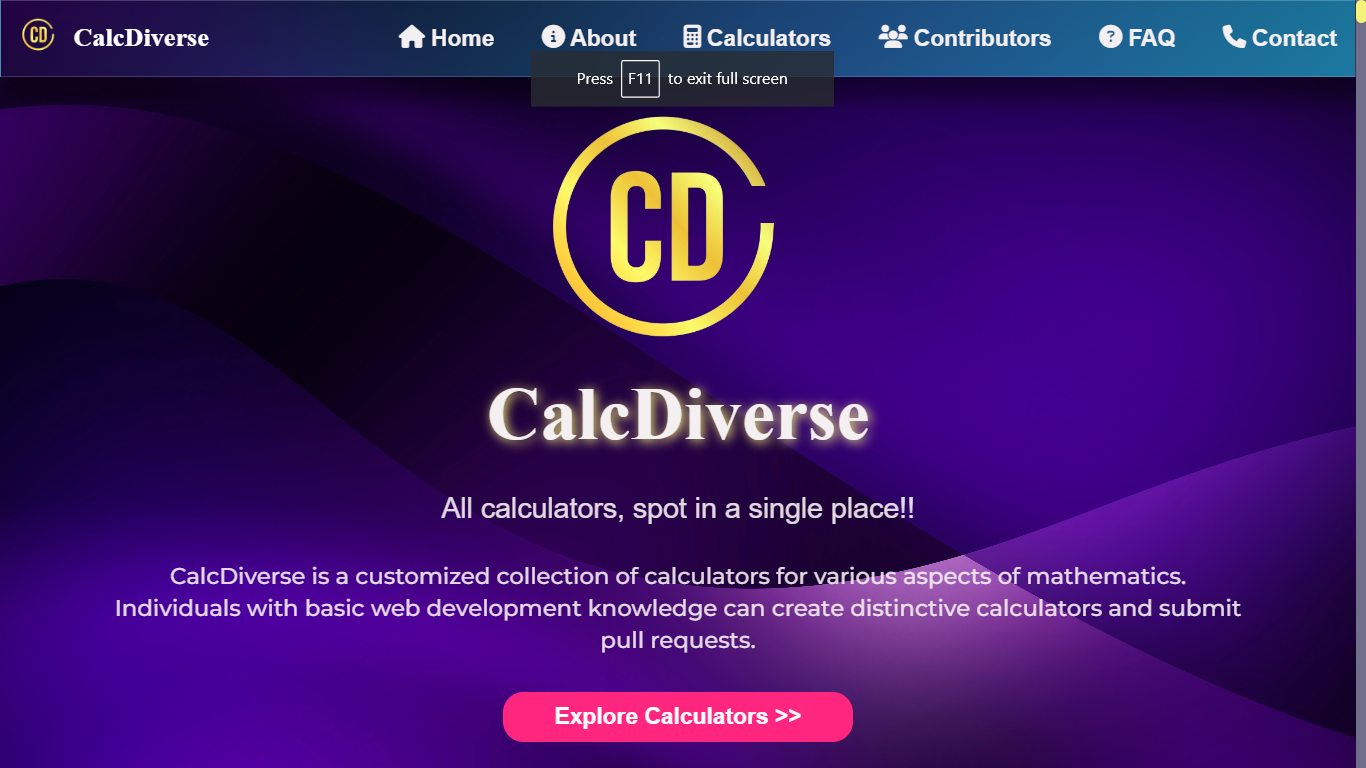 CD CalcDiverse Home About Calculators Contributors FAQ Contact
Press F11 to exit full screen
CD
CalcDiverse
All calculators, spot in a single place!!
CalcDiverse is a customized collection of calculators for various aspects of mathematics.
Individuals with basic web development knowledge can create distinctive calculators and submit
pull requests.
Explore Calculators >>